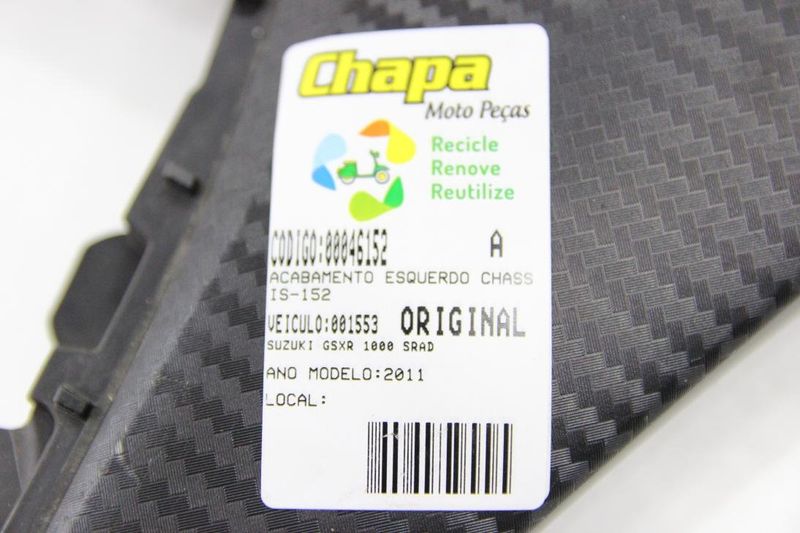 Chapa
Moto Peças
Recicle
Renove
Reutilize
CODIGO:00046152 A
ACABAMENTO ESQUERDO CHASS
IS-152
VEICULO:001553 ORIGINAL
SUZUKI GSXR 1000 SRAD
ANO MODELO:2011
LOCAL: